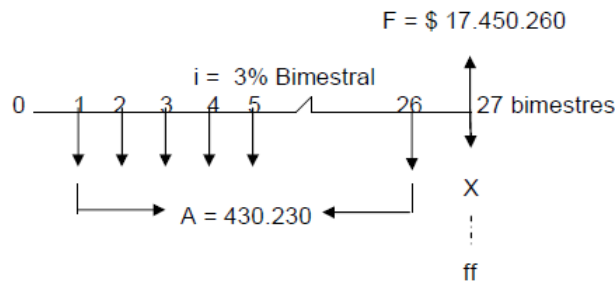 F = $ 17.450.260
i = 3% Bimestral
0 1 2 3 4 5 26 27 bimestres
A = 430.230 X
ff